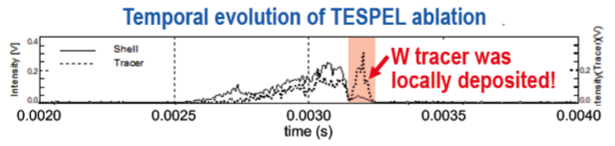 Temporal evolution of TESPEL ablation
Intensity [V]
0.4
0.2
0.0
Shell
Tracer
W tracer was
locally deposited!
0.2
0.0
Intensity(Tracer)[V]
0.0020
0.0025
0.0030
0.0035
0.0040
time (s)